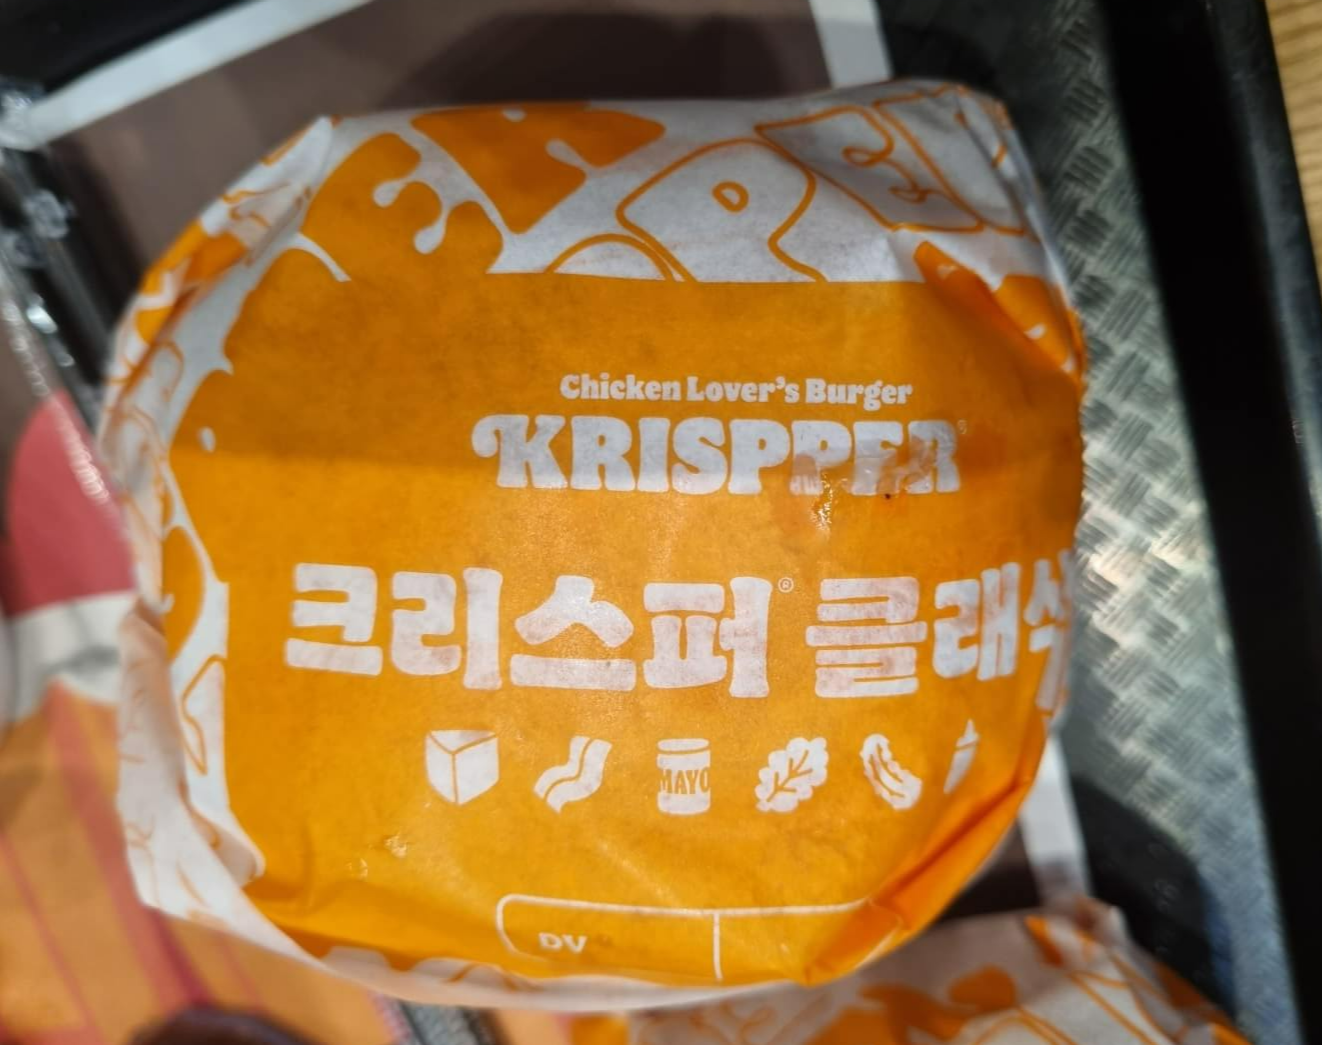 Chicken Lover's Burger
KRISPPER
크리스퍼® 클래식
MAYO
DV